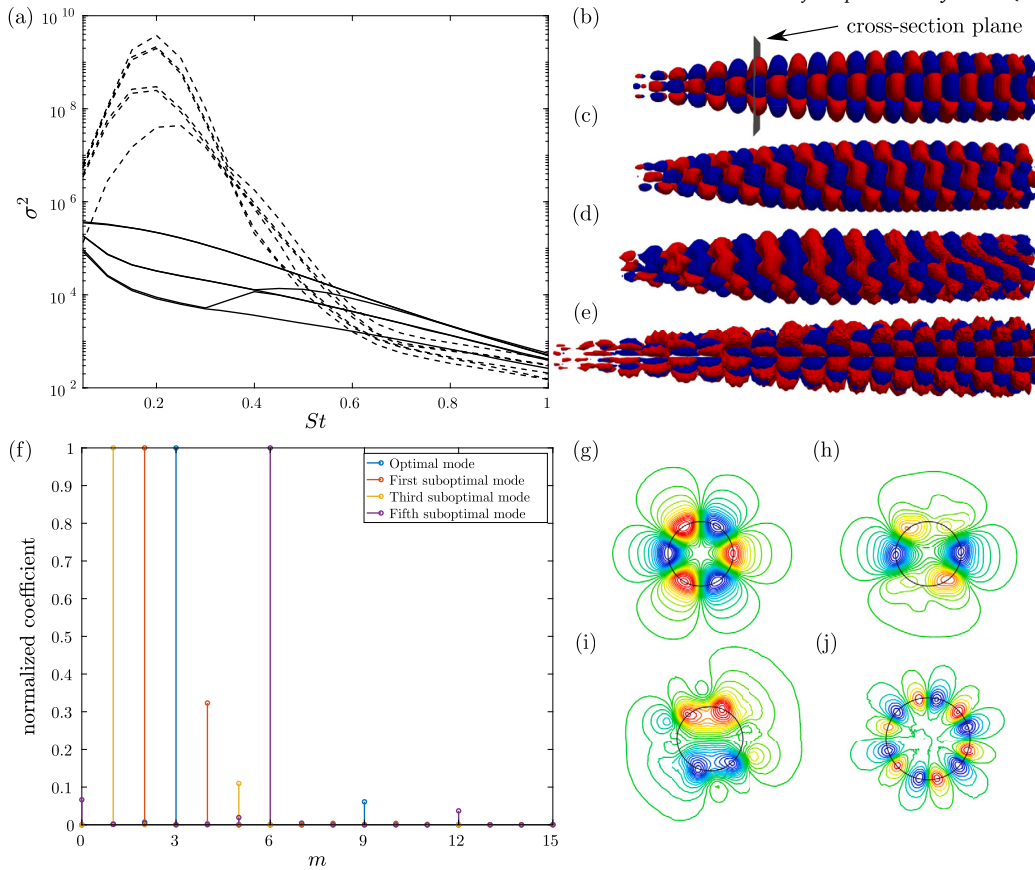 (a)
10 10
10 8
10 6
10 4
10 2
σ2
0.2
0.4
0.6
0.8
1
St
(b)
cross-section plane
(c)
(d)
(e)
(f)
1
0.9
0.8
0.7
0.6
0.5
0.4
0.3
0.2
0.1
0
normalized coefficient
Optimal mode
First suboptimal mode
Third suboptimal mode
Fifth suboptimal mode
0
3
6
9
12
15
m
(g)
(h)
(i)
(j)